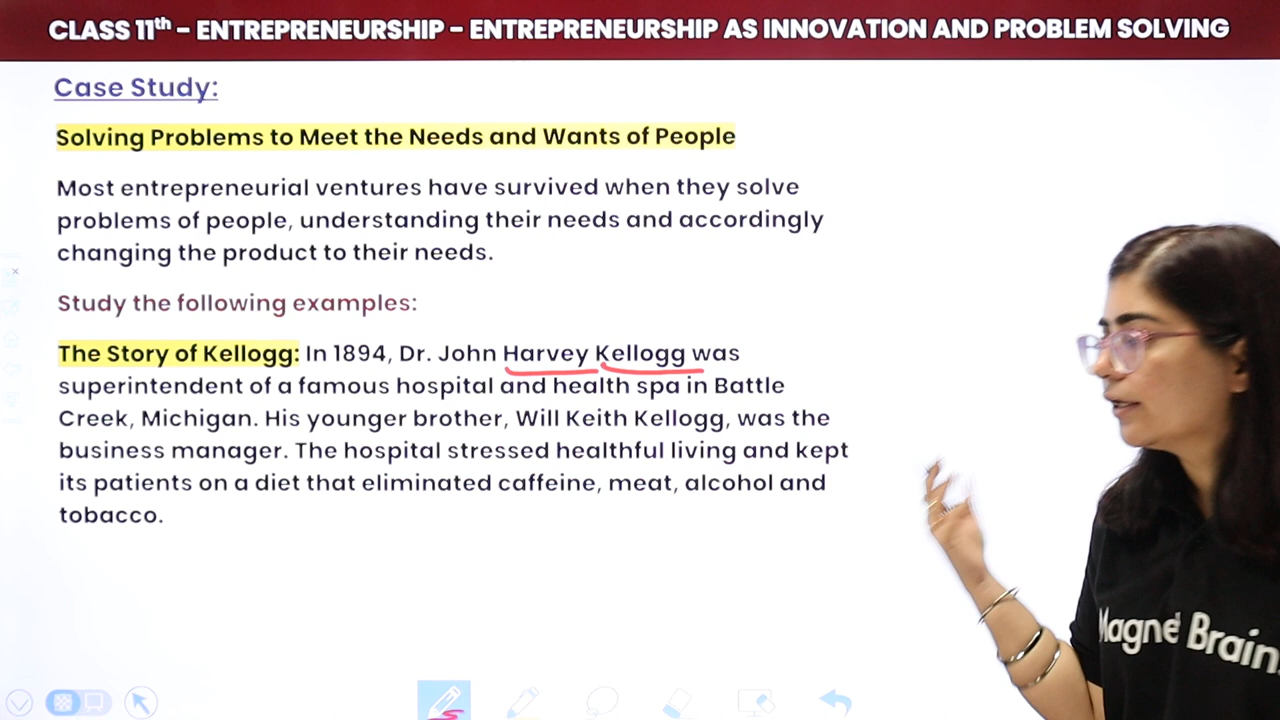 CLASS 11th – ENTREPRENEURSHIP – ENTREPRENEURSHIP AS INNOVATION AND PROBLEM SOLVING
Case Study:
Solving Problems to Meet the Needs and Wants of People
Most entrepreneurial ventures have survived when they solve
problems of people, understanding their needs and accordingly
changing the product to their needs.
Study the following examples:
The Story of Kellogg: In 1894, Dr. John Harvey Kellogg was
superintendent of a famous hospital and health spa in Battle
Creek, Michigan. His younger brother, Will Keith Kellogg, was the
business manager. The hospital stressed healthful living and kept
its patients on a diet that eliminated caffeine, meat, alcohol and
tobacco.
Magnet Brains